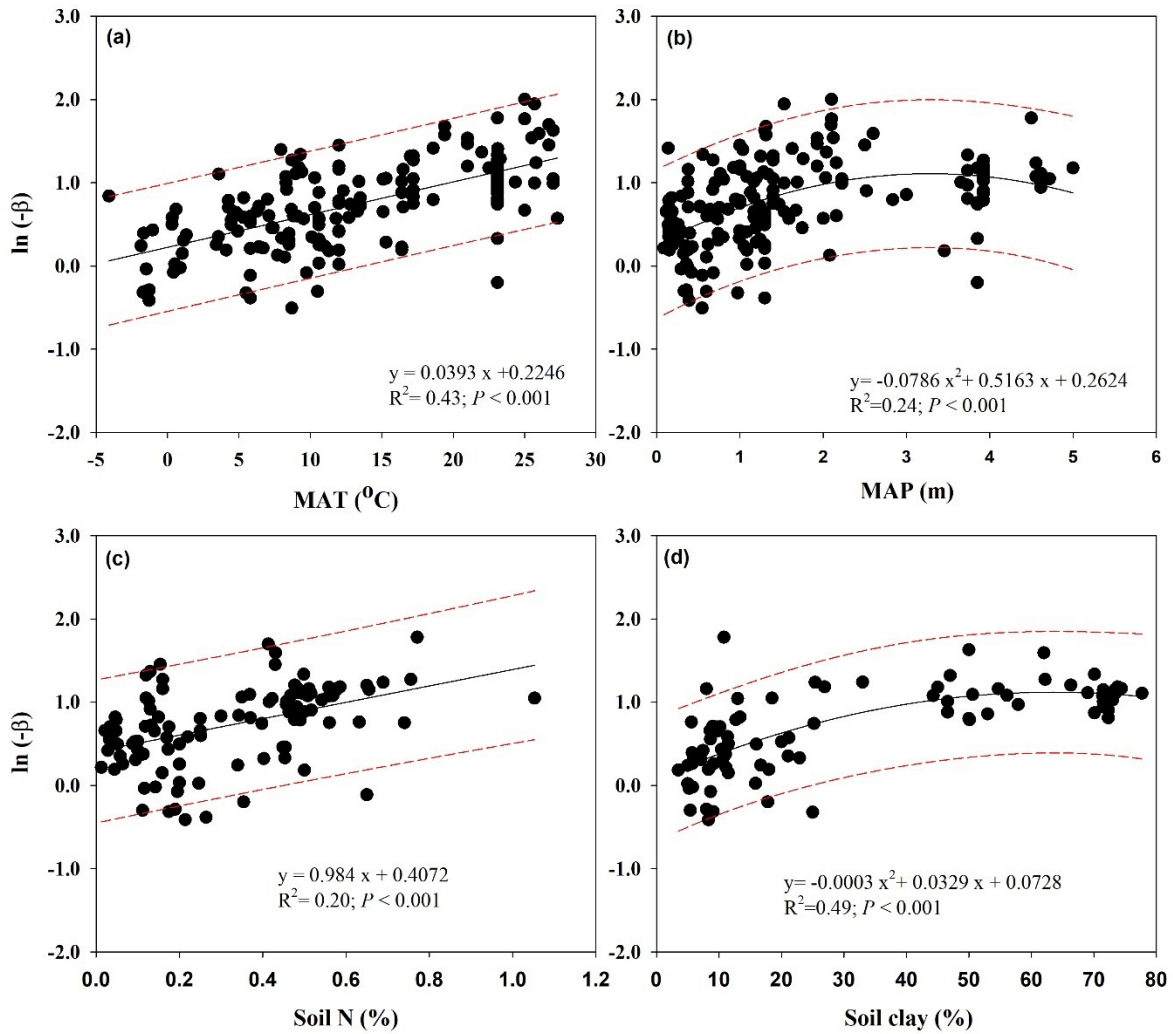 (a)
3.0
2.0
1.0
0.0
-1.0
-2.0
ln (-β)
y = 0.0393 x +0.2246
R²= 0.43; P < 0.001
-5 0 5 10 15 20 25 30
MAT (°C)
(b)
3.0
2.0
1.0
0.0
-1.0
-2.0
y= -0.0786 x²+ 0.5163 x + 0.2624
R²=0.24; P < 0.001
0 1 2 3 4 5 6
MAP (m)
(c)
3.0
2.0
1.0
0.0
-1.0
-2.0
ln (-β)
y = 0.984 x + 0.4072
R²= 0.20; P < 0.001
0.0 0.2 0.4 0.6 0.8 1.0 1.2
Soil N (%)
(d)
3.0
2.0
1.0
0.0
-1.0
-2.0
y= -0.0003 x²+ 0.0329 x + 0.0728
R²=0.49; P < 0.001
0 10 20 30 40 50 60 70 80
Soil clay (%)